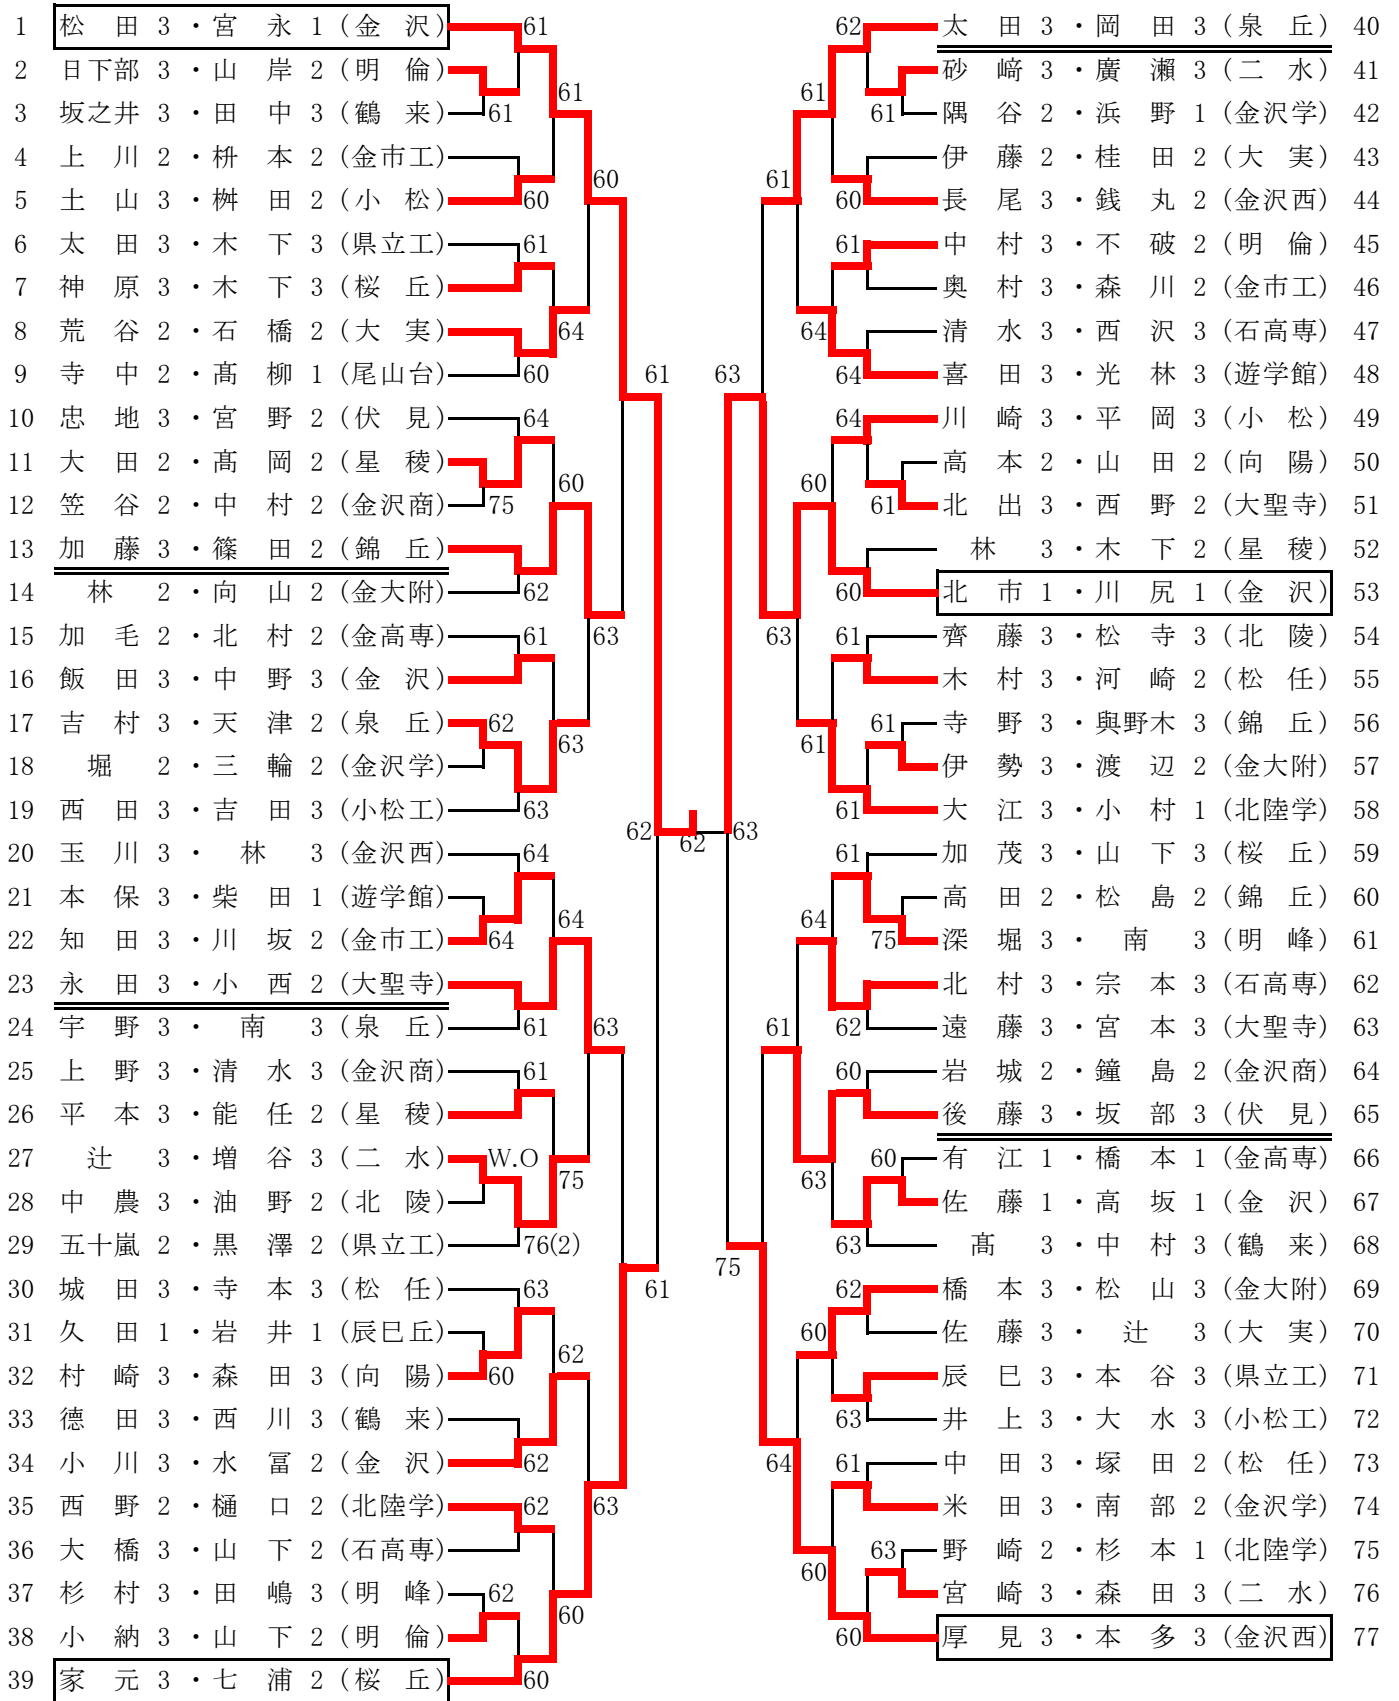 1 松 田 3 ・ 宮 永 1 (金 沢)
2 日下部 3 ・ 山 岸 2 (明 倫)
3 坂之井 3 ・ 田 中 3 (鶴 来)
4 上 川 2 ・ 枡 本 2 (金市工)
5 土 山 3 ・ 桝 田 2 (小 松)
6 太 田 3 ・ 木 下 3 (県立工)
7 神 原 3 ・ 木 下 3 (桜 丘)
8 荒 谷 2 ・ 石 橋 2 (大 実)
9 寺 中 2 ・ 髙 柳 1 (尾山台)
10 忠 地 3 ・ 宮 野 2 (伏 見)
11 大 田 2 ・ 髙 岡 2 (星 稜)
12 笠 谷 2 ・ 中 村 2 (金沢商)
13 加 藤 3 ・ 篠 田 2 (錦 丘)
14 林 2 ・ 向 山 2 (金大附)
15 加 毛 2 ・ 北 村 2 (金高専)
16 飯 田 3 ・ 中 野 3 (金 沢)
17 吉 村 3 ・ 天 津 2 (泉 丘)
18 堀 2 ・ 三 輪 2 (金沢学)
19 西 田 3 ・ 吉 田 3 (小松工)
20 玉 川 3 ・ 林 3 (金沢西)
21 本 保 3 ・ 柴 田 1 (遊学館)
22 知 田 3 ・ 川 坂 2 (金市工)
23 永 田 3 ・ 小 西 2 (大聖寺)
24 宇 野 3 ・ 南 3 (泉 丘)
25 上 野 3 ・ 清 水 3 (金沢商)
26 平 本 3 ・ 能 任 2 (星 稜)
27 辻 3 ・ 増 谷 3 (二 水)
28 中 農 3 ・ 油 野 2 (北 陵)
29 五十嵐 2 ・ 黒 澤 2 (県立工)
30 城 田 3 ・ 寺 本 3 (松 任)
31 久 田 1 ・ 岩 井 1 (辰巳丘)
32 村 崎 3 ・ 森 田 3 (向 陽)
33 德 田 3 ・ 西 川 3 (鶴 来)
34 小 川 3 ・ 水 冨 2 (金 沢)
35 西 野 2 ・ 樋 口 2 (北陸学)
36 大 橋 3 ・ 山 下 2 (石高専)
37 杉 村 3 ・ 田 嶋 3 (明 峰)
38 小 納 3 ・ 山 下 2 (明 倫)
39 家 元 3 ・ 七 浦 2 (桜 丘)
61
61
61
60
60
61
64
60
61
64
60
75
62
63
61
62
63
63
62
62
64
64
64
61
63
61
W.O
75
76(2)
63
61
62
60
62
62
63
62
60
60
62
61
61
61
60
61
64
64
63
64
60
61
60
63
61
61
61
61
63
61
64
75
62
61
60
60
63
63
75
62
60
63
64
61
63
60
60
太 田 3 ・ 岡 田 3 (泉 丘) 40
砂 﨑 3 ・ 廣 瀬 3 (二 水) 41
隅 谷 2 ・ 浜 野 1 (金沢学) 42
伊 藤 2 ・ 桂 田 2 (大 実) 43
長 尾 3 ・ 銭 丸 2 (金沢西) 44
中 村 3 ・ 不 破 2 (明 倫) 45
奥 村 3 ・ 森 川 2 (金市工) 46
清 水 3 ・ 西 沢 3 (石高専) 47
喜 田 3 ・ 光 林 3 (遊学館) 48
川 崎 3 ・ 平 岡 3 (小 松) 49
高 本 2 ・ 山 田 2 (向 陽) 50
北 出 3 ・ 西 野 2 (大聖寺) 51
林 3 ・ 木 下 2 (星 稜) 52
北 市 1 ・ 川 尻 1 (金 沢) 53
齊 藤 3 ・ 松 寺 3 (北 陵) 54
木 村 3 ・ 河 崎 2 (松 任) 55
寺 野 3 ・ 與野木 3 (錦 丘) 56
伊 勢 3 ・ 渡 辺 2 (金大附) 57
大 江 3 ・ 小 村 1 (北陸学) 58
加 茂 3 ・ 山 下 3 (桜 丘) 59
高 田 2 ・ 松 島 2 (錦 丘) 60
深 堀 3 ・ 南 3 (明 峰) 61
北 村 3 ・ 宗 本 3 (石高専) 62
遠 藤 3 ・ 宮 本 3 (大聖寺) 63
岩 城 2 ・ 鐘 島 2 (金沢商) 64
後 藤 3 ・ 坂 部 3 (伏 見) 65
有 江 1 ・ 橋 本 1 (金高専) 66
佐 藤 1 ・ 高 坂 1 (金 沢) 67
髙 3 ・ 中 村 3 (鶴 来) 68
橋 本 3 ・ 松 山 3 (金大附) 69
佐 藤 3 ・ 辻 3 (大 実) 70
辰 巳 3 ・ 本 谷 3 (県立工) 71
井 上 3 ・ 大 水 3 (小松工) 72
中 田 3 ・ 塚 田 2 (松 任) 73
米 田 3 ・ 南 部 2 (金沢学) 74
野 崎 2 ・ 杉 本 1 (北陸学) 75
宮 崎 3 ・ 森 田 3 (二 水) 76
厚 見 3 ・ 本 多 3 (金沢西) 77